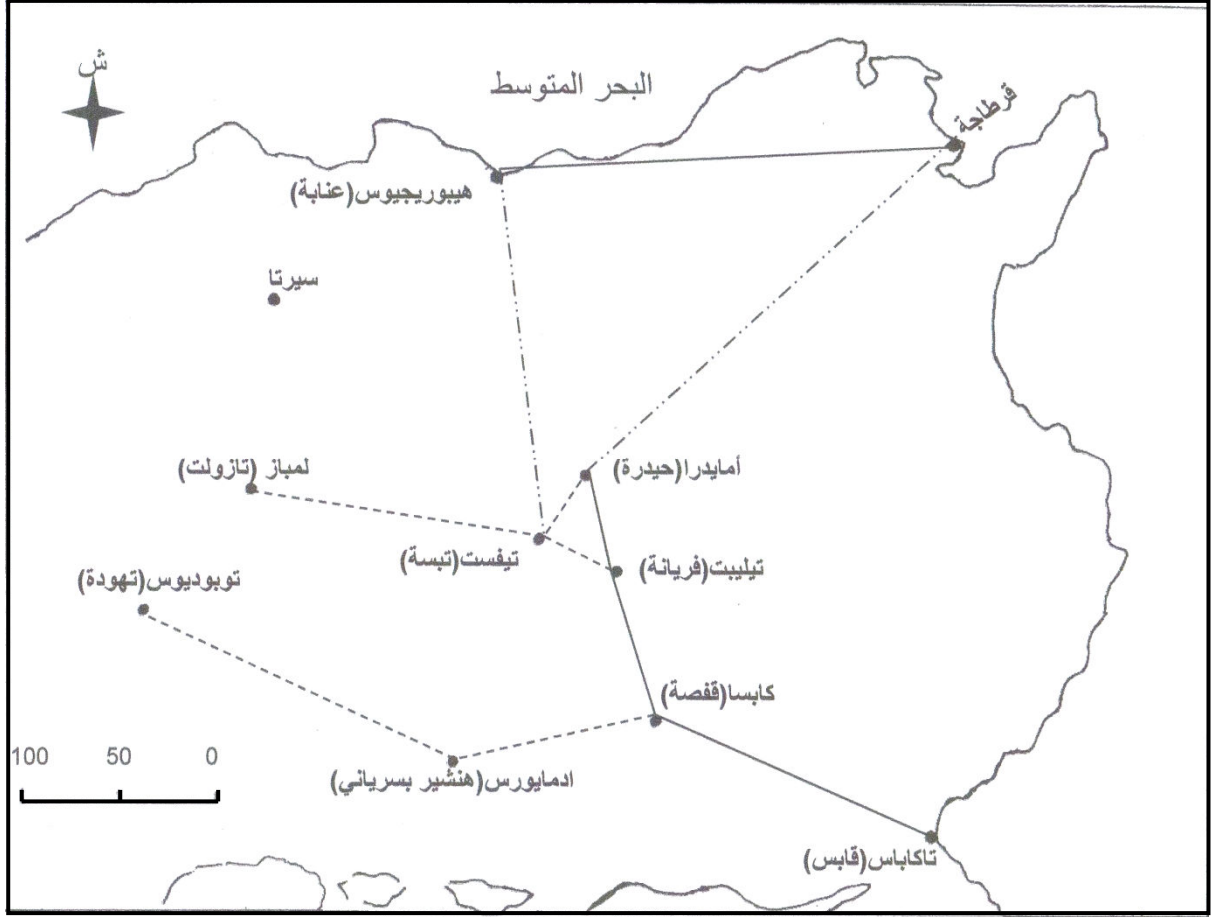 ش
البحر المتوسط
قرطاجة
هيبوريجيوس(عنابة)
سيرتا
لمباز (تازولت)
أمايدرا(حيدرة)
تيفست(تبسة)
تيليبت(فريانة)
توبوديوس(تهودة)
كابسا(قفصة)
100 50 0
ادمايورس(هنشير بسرياني)
تاكاباس(قابس)